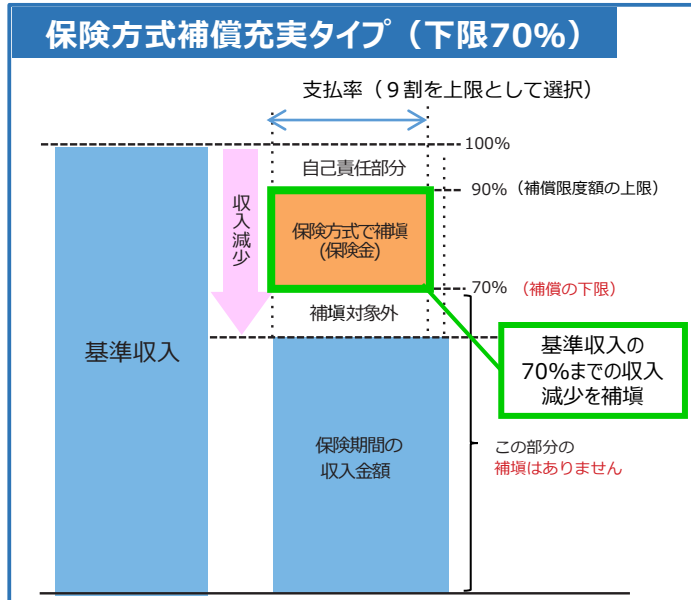 保険方式補償充実タイプ（下限70%）
支払率（９割を上限として選択）
100%
自己責任部分
90%（補償限度額の上限）
収入減少
保険方式で補塡
(保険金)
70%（補償の下限）
補塡対象外
基準収入
基準収入の
70%までの収入
減少を補塡
保険期間の
収入金額
この部分の
補塡はありません